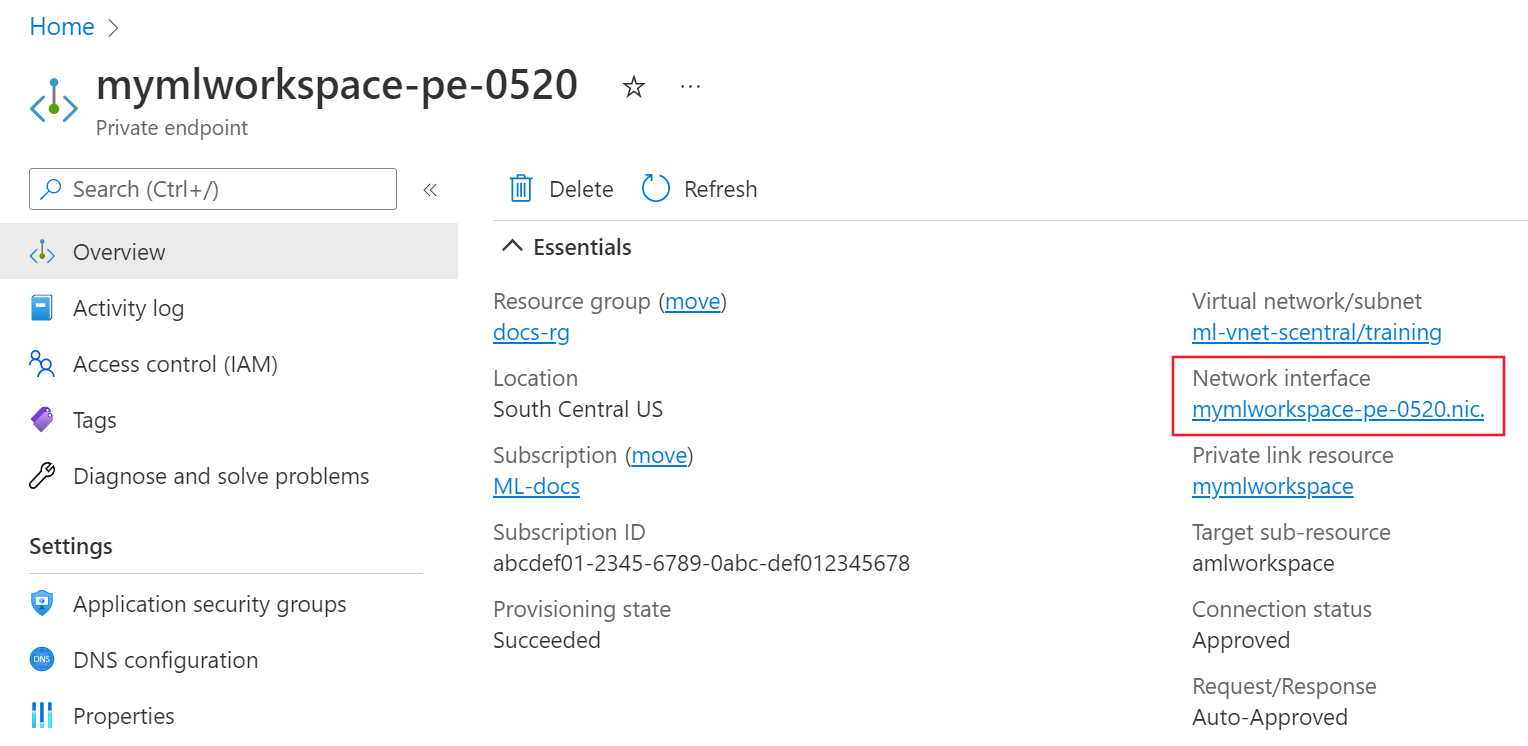 Home
mymlworkspace-pe-0520
Private endpoint
Search (Ctrl+/)
Overview
Activity log
Access control (IAM)
Tags
Diagnose and solve problems
Settings
Application security groups
DNS
DNS configuration
Properties
Delete Refresh
Essentials
Resource group (move)
docs-rg
Location
South Central US
Subscription (move)
ML-docs
Subscription ID
abcdef01-2345-6789-0abc-def012345678
Provisioning state
Succeeded
Virtual network/subnet
ml-vnet-scentral/training
Network interface
mymlworkspace-pe-0520.nic.
Private link resource
mymlworkspace
Target sub-resource
amlworkspace
Connection status
Approved
Request/Response
Auto-Approved